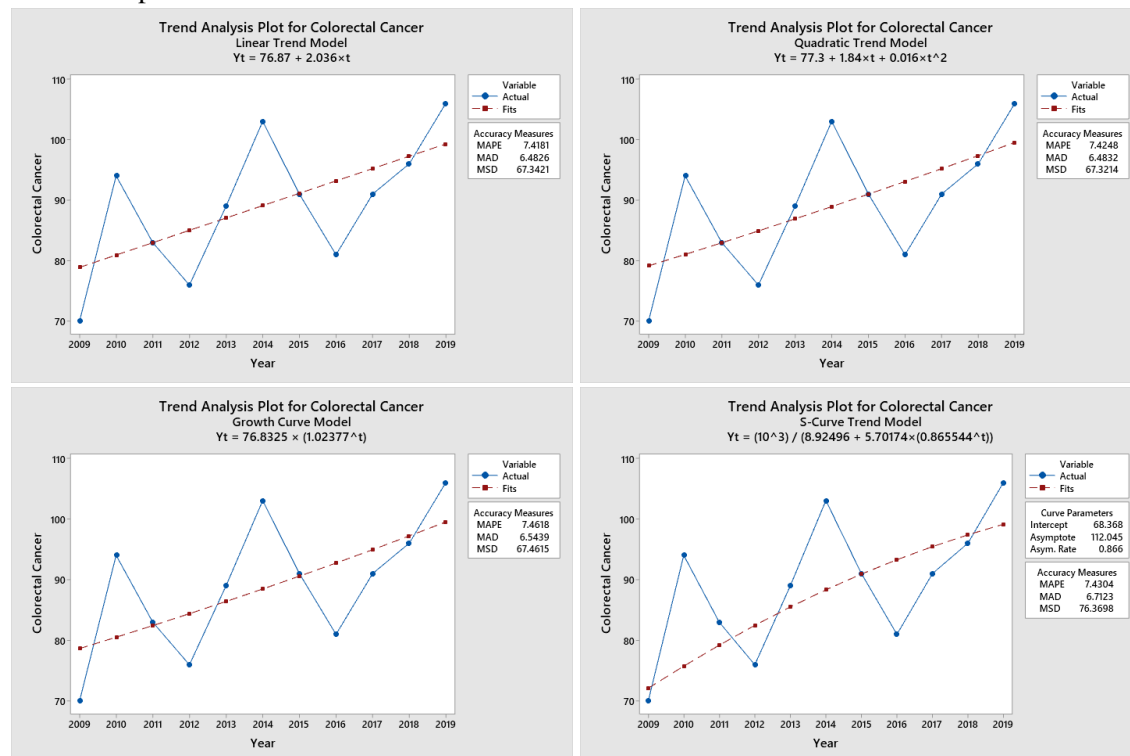 Trend Analysis Plot for Colorectal Cancer
Linear Trend Model
Yt = 76.87 + 2.036×t
110
100
90
80
70
Colorectal Cancer
2009 2010 2011 2012 2013 2014 2015 2016 2017 2018 2019
Year
Variable
Actual
Fits
Accuracy Measures
MAPE 7.4181
MAD 6.4826
MSD 67.3421
Trend Analysis Plot for Colorectal Cancer
Quadratic Trend Model
Yt = 77.3 + 1.84×t + 0.016×t^2
110
100
90
80
70
Colorectal Cancer
2009 2010 2011 2012 2013 2014 2015 2016 2017 2018 2019
Year
Variable
Actual
Fits
Accuracy Measures
MAPE 7.4248
MAD 6.4832
MSD 67.3214
Trend Analysis Plot for Colorectal Cancer
Growth Curve Model
Yt = 76.8325 × (1.02377^t)
110
100
90
80
70
Colorectal Cancer
2009 2010 2011 2012 2013 2014 2015 2016 2017 2018 2019
Year
Variable
Actual
Fits
Accuracy Measures
MAPE 7.4618
MAD 6.5439
MSD 67.4615
Trend Analysis Plot for Colorectal Cancer
S-Curve Trend Model
Yt = (10^3) / (8.92496 + 5.70174×(0.865544^t))
110
100
90
80
70
Colorectal Cancer
2009 2010 2011 2012 2013 2014 2015 2016 2017 2018 2019
Year
Variable
Actual
Fits
Curve Parameters
Intercept 68.368
Asymptote 112.045
Asym. Rate 0.866
Accuracy Measures
MAPE 7.4304
MAD 6.7123
MSD 76.3698